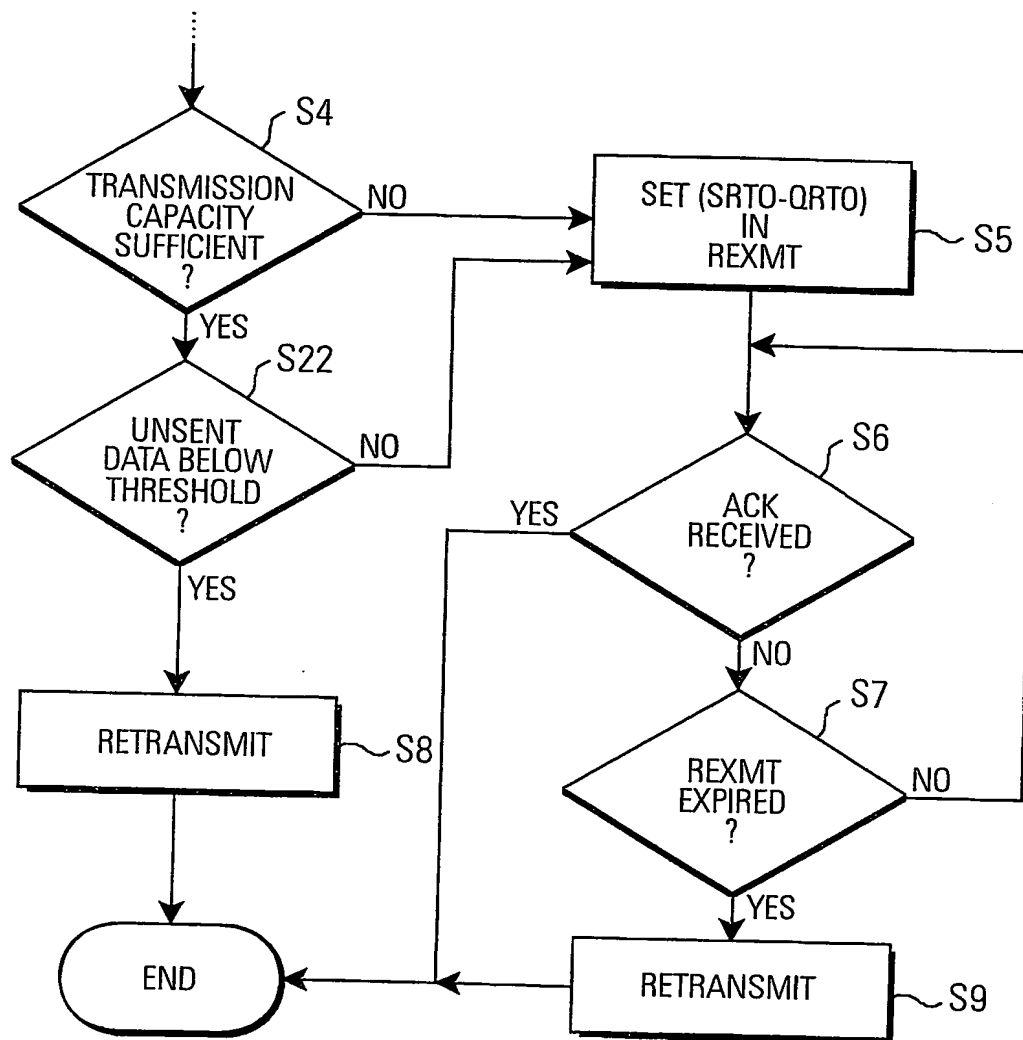 S4
TRANSMISSION
CAPACITY
SUFFICIENT
?
NO
YES
SET (SRTO-QRTO)
IN
REXMT
S5
S22
UNSENT
DATA BELOW
THRESHOLD
?
NO
YES
S6
ACK
RECEIVED
?
YES
NO
S7
REXMT
EXPIRED
?
NO
YES
RETRANSMIT
S8
RETRANSMIT
S9
END